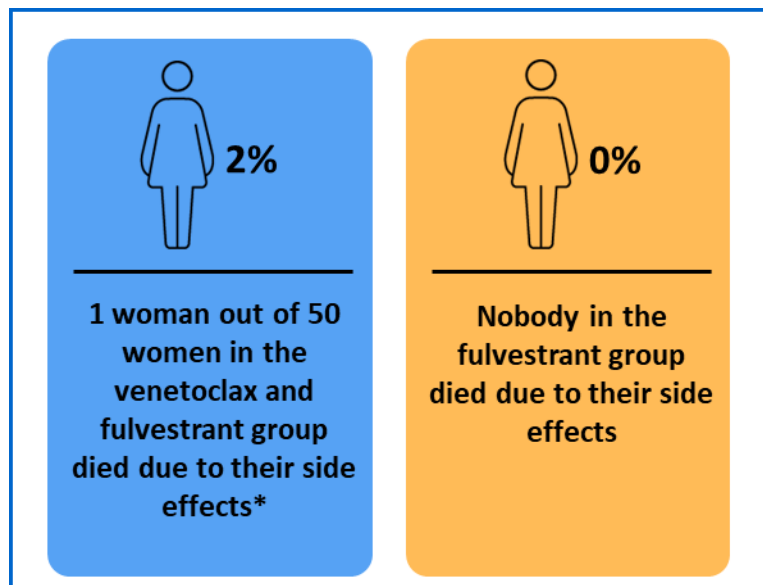 2%
1 woman out of 50
women in the
venetoclax and
fulvestrant group
died due to their side
effects*
0%
Nobody in the
fulvestrant group
died due to their side
effects